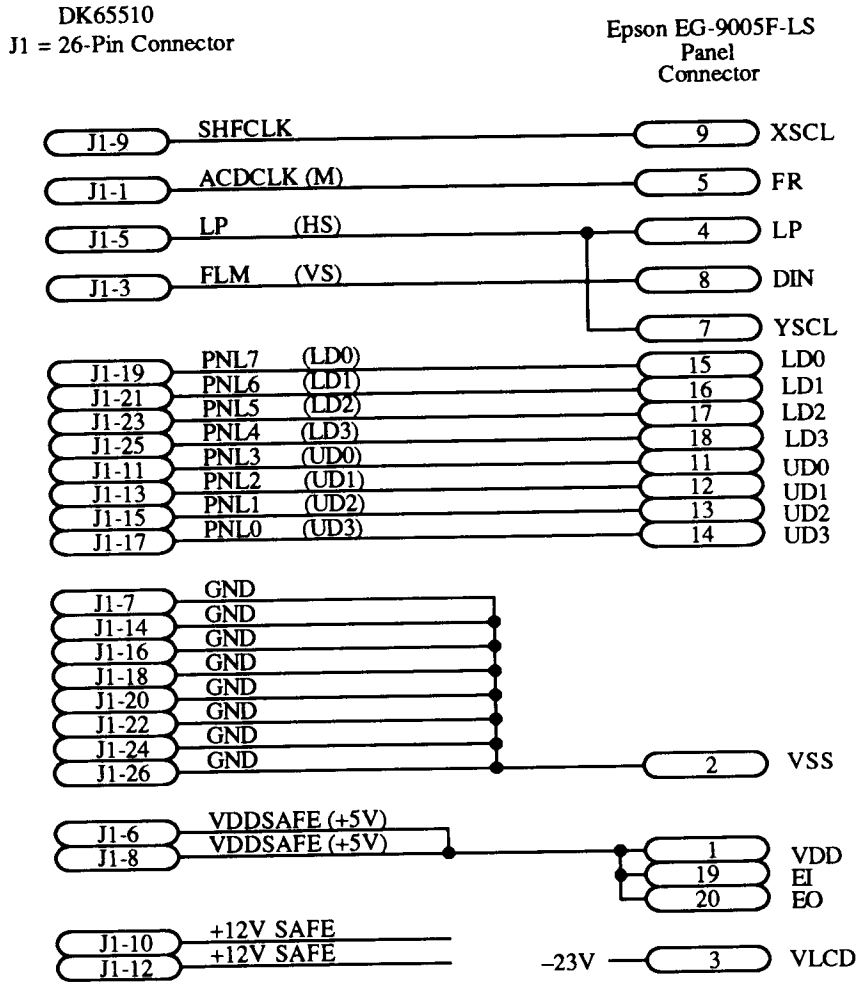 DK65510
J1 = 26-Pin Connector
Epson EG-9005F-LS
Panel
Connector
J1-9 SHFCLK 9 XSCL
J1-1 ACDCLK (M) 5 FR
J1-5 LP (HS) 4 LP
J1-3 FLM (VS) 8 DIN
7 YSCL
J1-19 PNL7 (LD0) 15 LD0
J1-21 PNL6 (LD1) 16 LD1
J1-23 PNL5 (LD2) 17 LD2
J1-25 PNL4 (LD3) 18 LD3
J1-11 PNL3 (UD0) 11 UD0
J1-13 PNL2 (UD1) 12 UD1
J1-15 PNL1 (UD2) 13 UD2
J1-17 PNL0 (UD3) 14 UD3
J1-7 GND
J1-14 GND
J1-16 GND
J1-18 GND
J1-20 GND
J1-22 GND
J1-24 GND
J1-26 GND 2 VSS
J1-6 VDDSAFE (+5V)
J1-8 VDDSAFE (+5V) 1 VDD
19 EI
20 EO
J1-10 +12V SAFE
J1-12 +12V SAFE –23V 3 VLCD